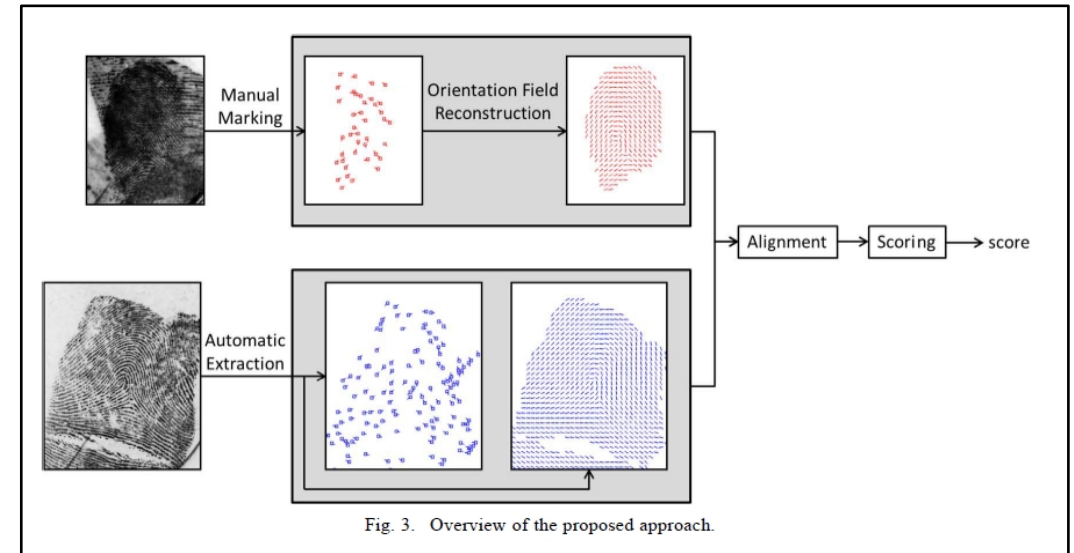 Manual
Marking
Orientation Field
Reconstruction
Alignment
Scoring
score
Automatic
Extraction
Fig. 3. Overview of the proposed approach.